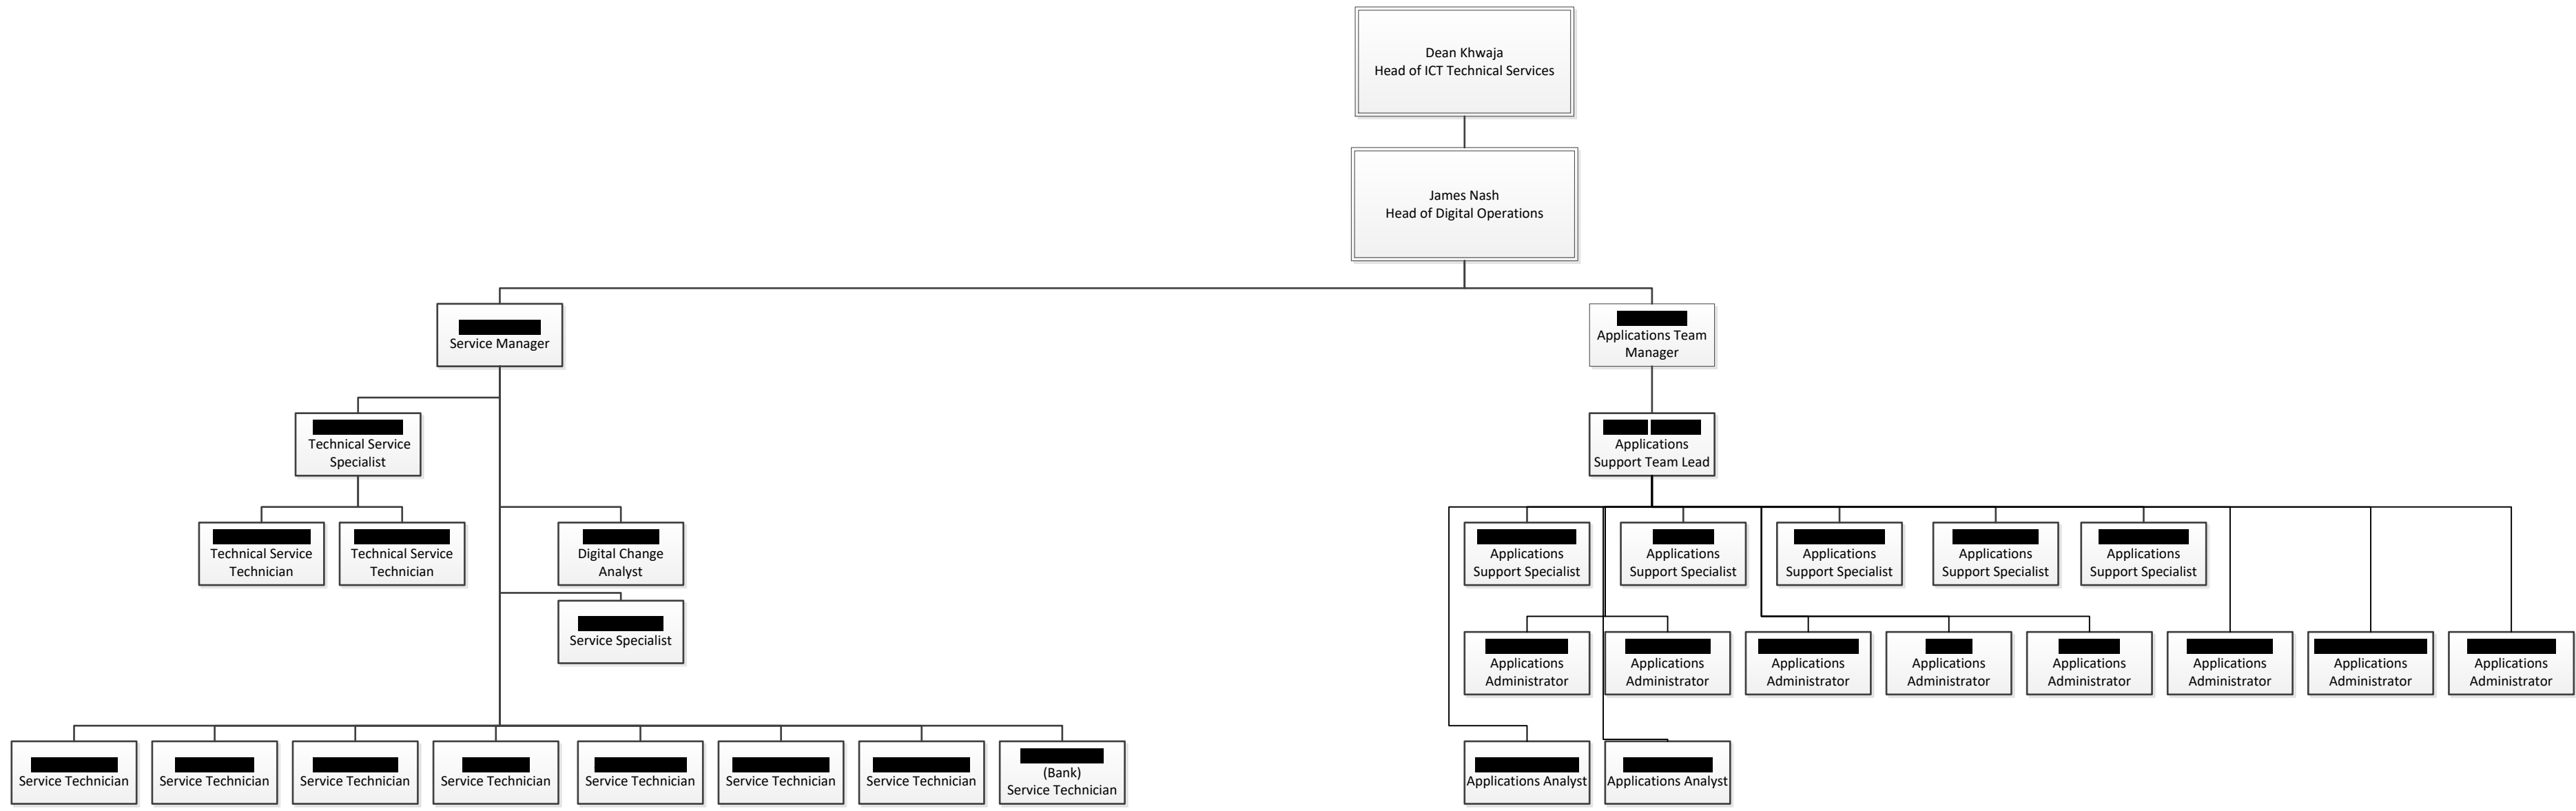 Dean Khwaja
Head of ICT Technical Services
James Nash
Head of Digital Operations
Service Manager
Applications Team
Manager
Technical Service
Specialist
Applications
Support Team Lead
Technical Service
Technician
Technical Service
Technician
Digital Change
Analyst
Applications
Support Specialist
Applications
Support Specialist
Applications
Support Specialist
Applications
Support Specialist
Applications
Support Specialist
Service Specialist
Applications
Administrator
Applications
Administrator
Applications
Administrator
Applications
Administrator
Applications
Administrator
Applications
Administrator
Applications
Administrator
Applications
Administrator
Service Technician
Service Technician
Service Technician
Service Technician
Service Technician
Service Technician
Service Technician
(Bank)
Service Technician
Applications Analyst
Applications Analyst